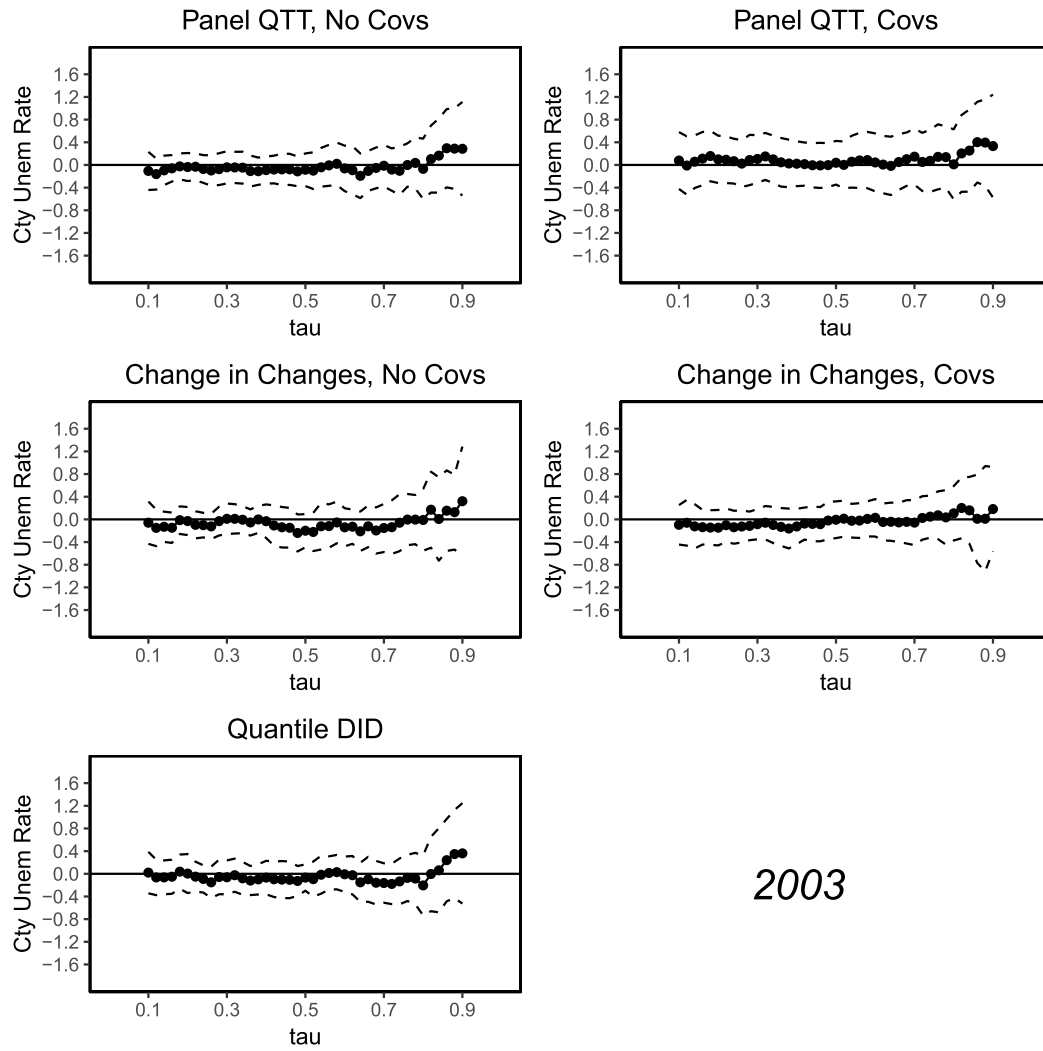 Panel QTT, No Covs
Cty Unem Rate
1.6
1.2
0.8
0.4
0.0
−0.4
−0.8
−1.2
−1.6
0.1 0.3 0.5 0.7 0.9
tau
Panel QTT, Covs
Cty Unem Rate
1.6
1.2
0.8
0.4
0.0
−0.4
−0.8
−1.2
−1.6
0.1 0.3 0.5 0.7 0.9
tau
Change in Changes, No Covs
Cty Unem Rate
1.6
1.2
0.8
0.4
0.0
−0.4
−0.8
−1.2
−1.6
0.1 0.3 0.5 0.7 0.9
tau
Change in Changes, Covs
Cty Unem Rate
1.6
1.2
0.8
0.4
0.0
−0.4
−0.8
−1.2
−1.6
0.1 0.3 0.5 0.7 0.9
tau
Quantile DID
Cty Unem Rate
1.6
1.2
0.8
0.4
0.0
−0.4
−0.8
−1.2
−1.6
0.1 0.3 0.5 0.7 0.9
tau
2003